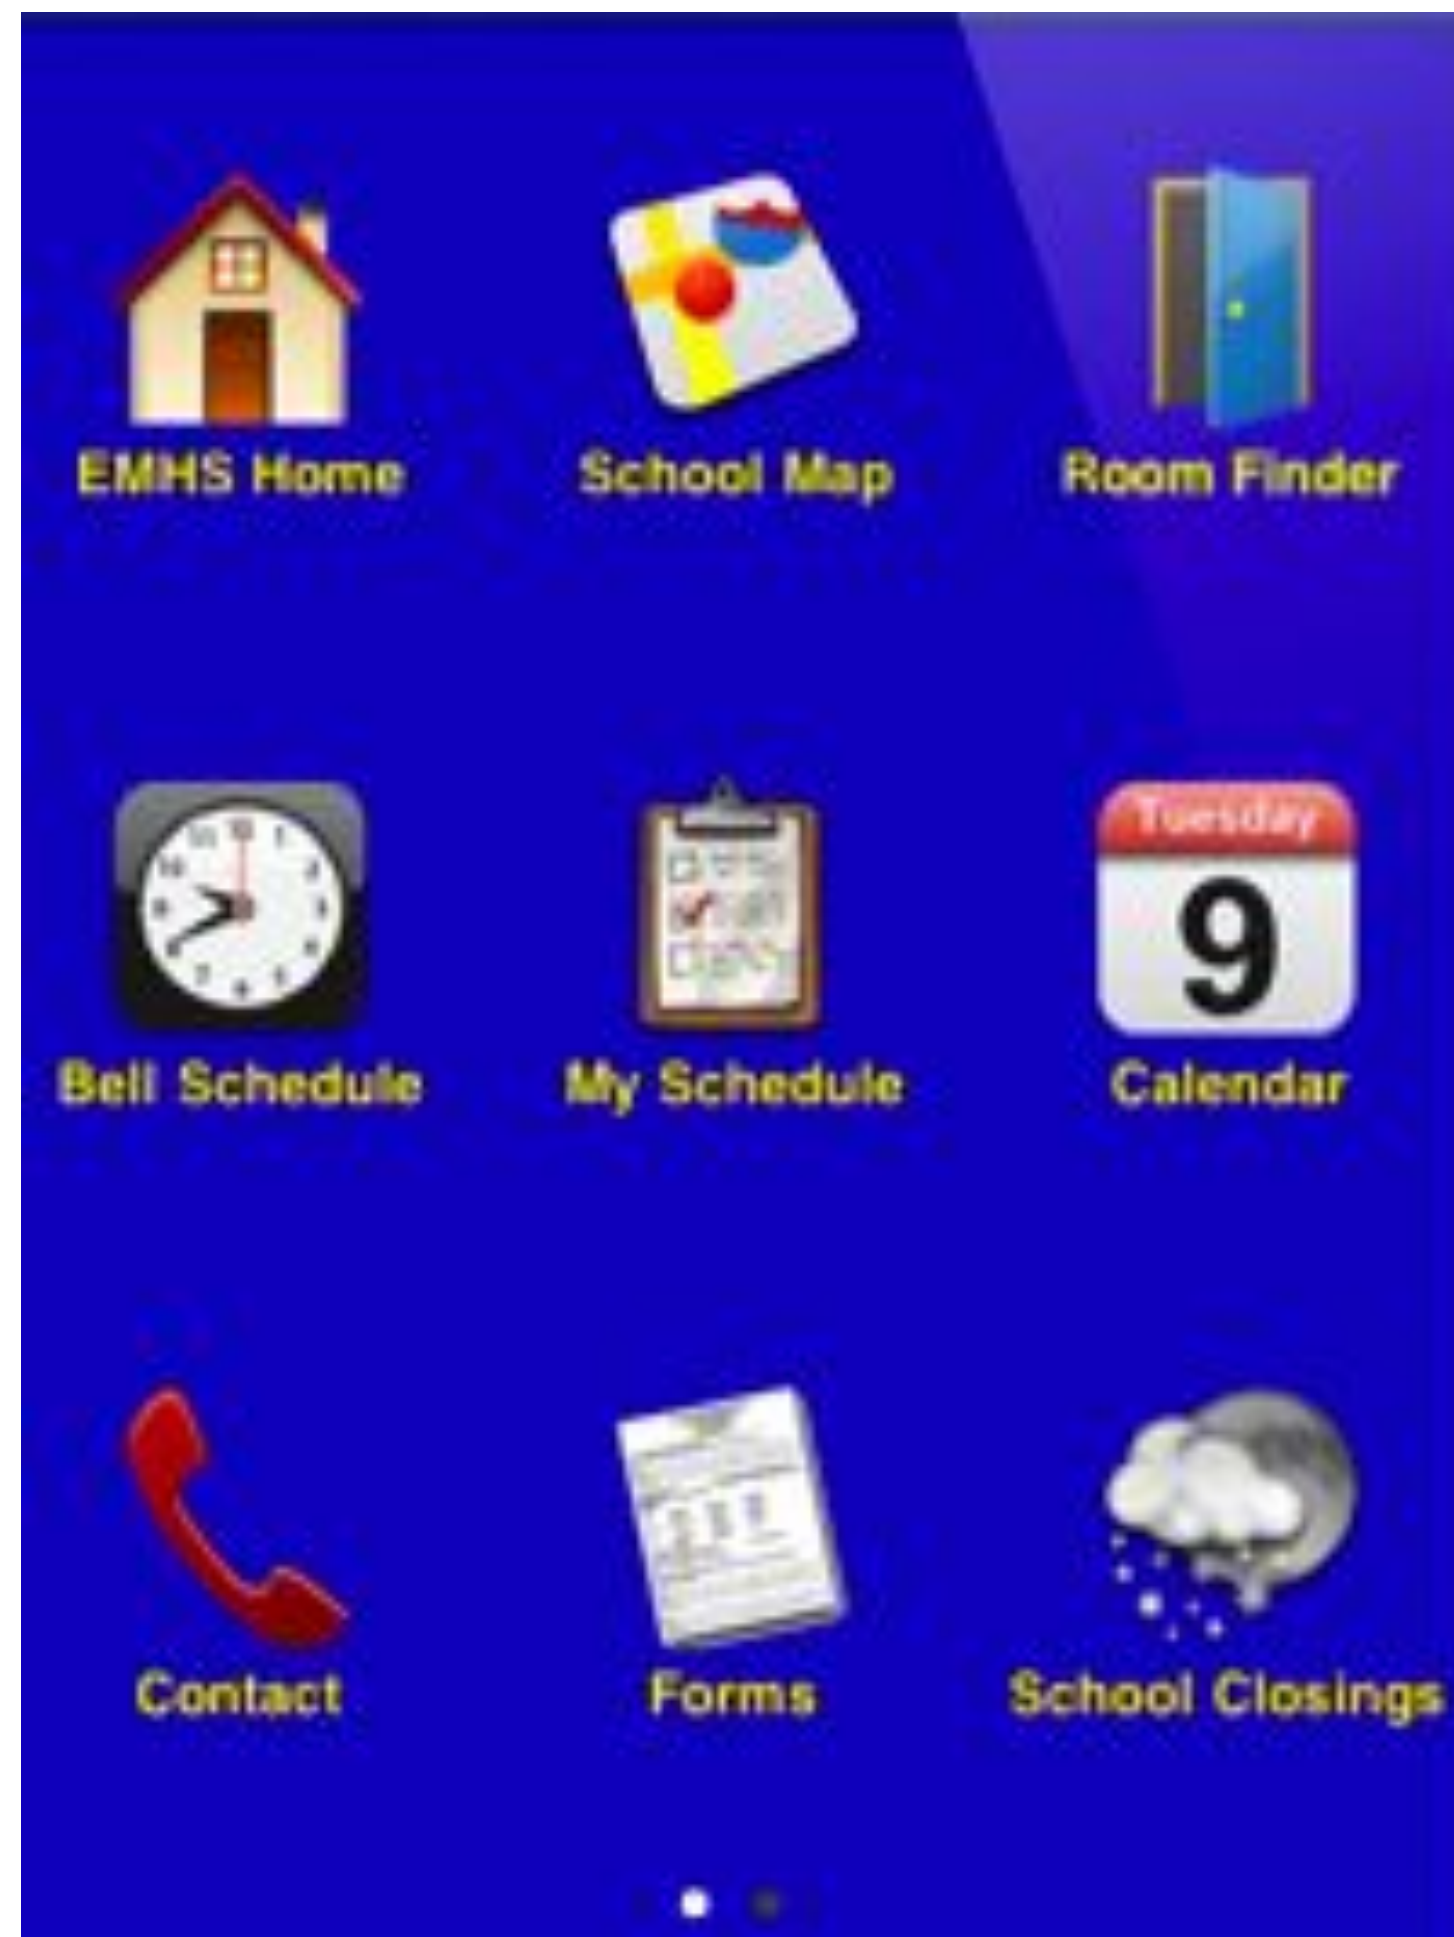 EMHS Home School Map Room Finder
Tuesday
9
Bell Schedule My Schedule Calendar
Contact Forms School Closings